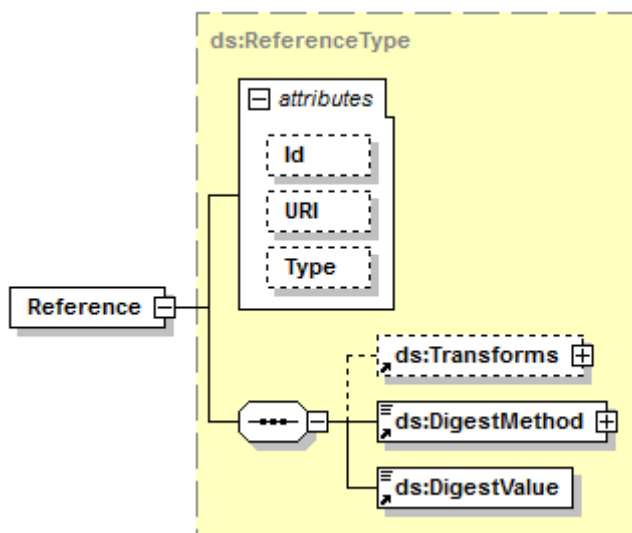 ds:ReferenceType
attributes
Id
URI
Type
Reference
ds:Transforms
ds:DigestMethod
ds:DigestValue